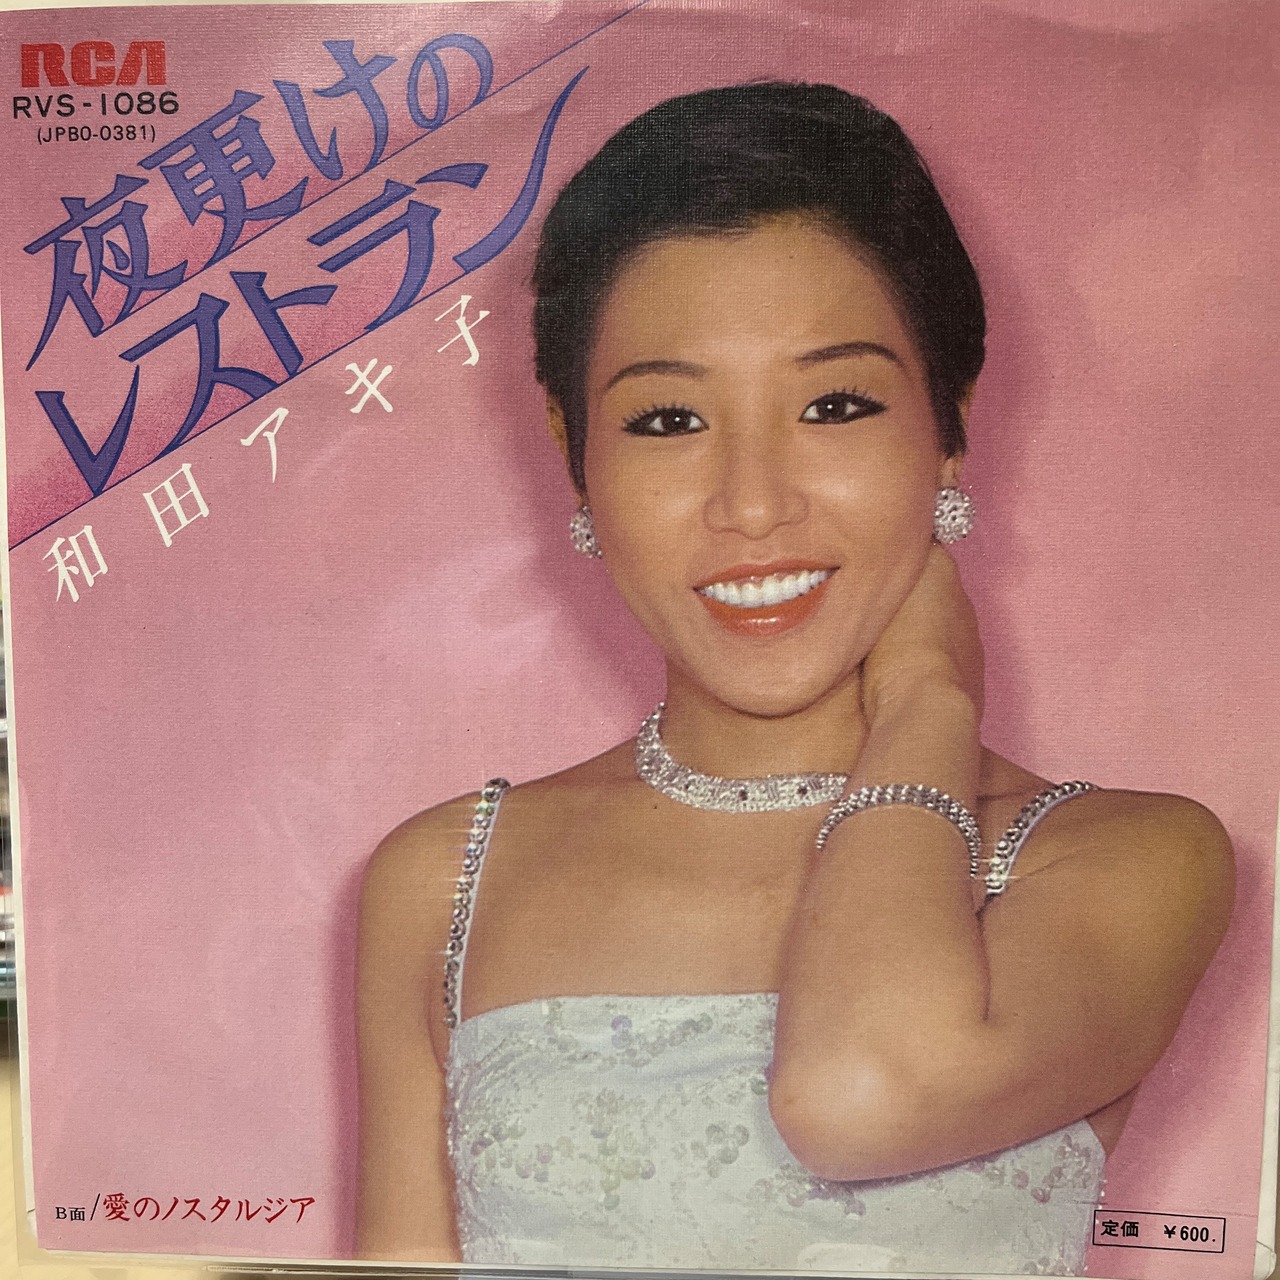 RCA
RVS-1086
(JPBO-0381)
夜更けの
レストラン
和田アキ子
B面/愛のノスタルジア
定価 ¥600.